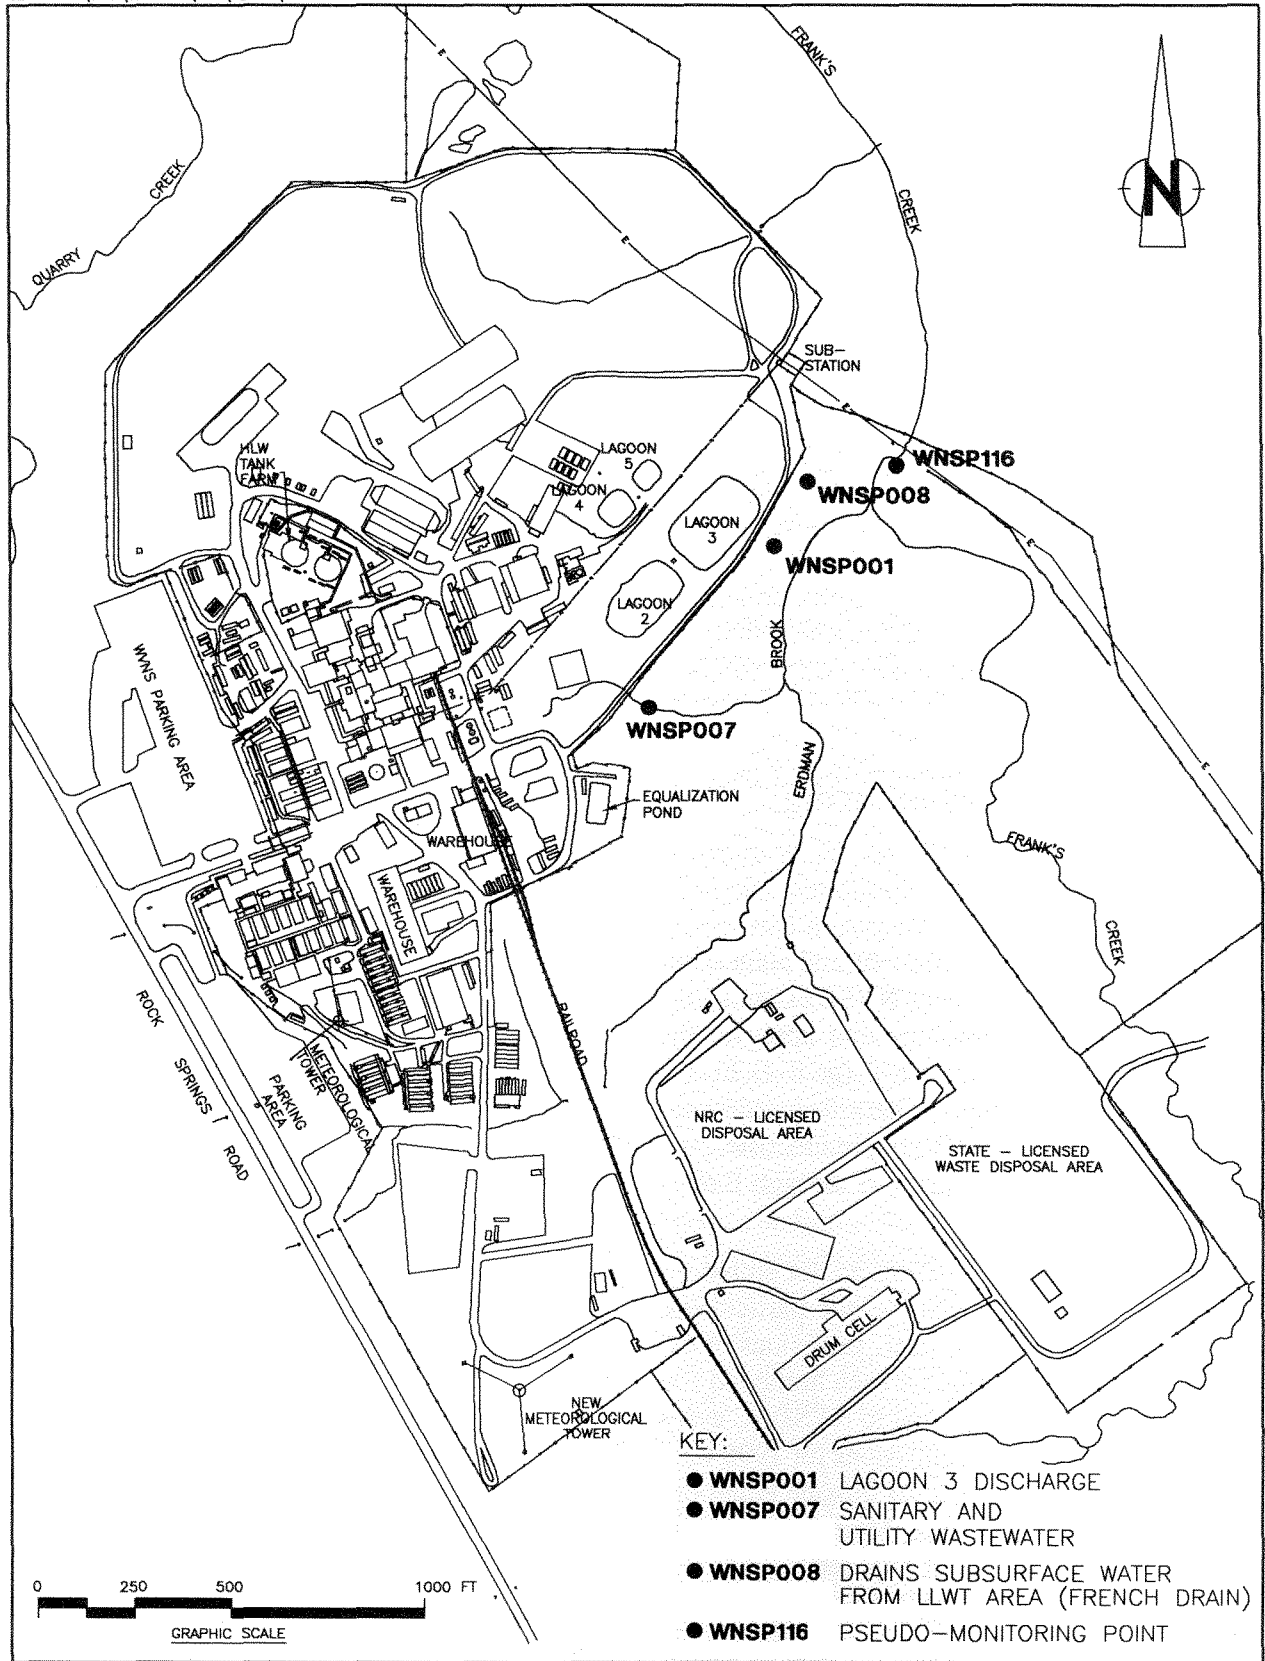 FRANK'S
CREEK
N
QUARRY
CREEK
E
E
E
E
E
SUB-
STATION
HLW
TANK
FARM
LAGOON
5
LAGOON
4
LAGOON
3
LAGOON
2
WNSP116
WNSP008
WNSP001
WNSP007
BROOK
ERDMAN
WVNS PARKING AREA
EQUALIZATION
POND
WAREHOUSE
WAREHOUSE
FRANK'S
CREEK
ROCK
SPRINGS
ROAD
METEOROLOGICAL
TOWER
PARKING
AREA
RAILROAD
NRC - LICENSED
DISPOSAL AREA
STATE - LICENSED
WASTE DISPOSAL AREA
DRUM CELL
NEW
METEOROLOGICAL
TOWER
KEY:
WNSP001 LAGOON 3 DISCHARGE
WNSP007 SANITARY AND
UTILITY WASTEWATER
WNSP008 DRAINS SUBSURFACE WATER
FROM LLWT AREA (FRENCH DRAIN)
WNSP116 PSEUDO-MONITORING POINT
0 250 500 1000 FT
GRAPHIC SCALE